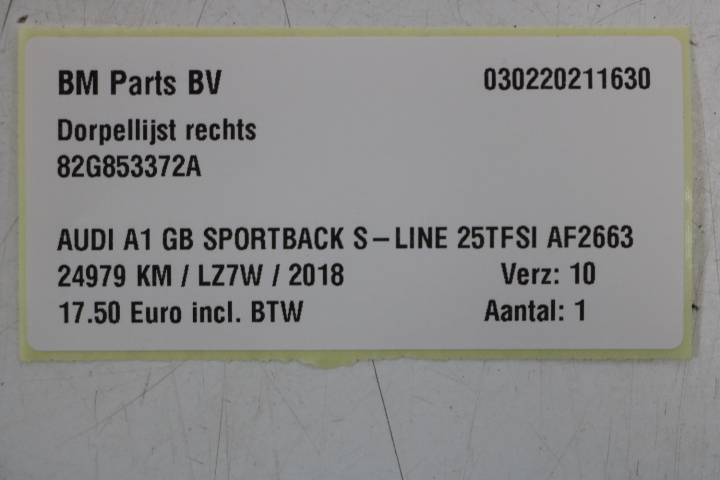 BM Parts BV 030220211630
Dorpellijst rechts
82G853372A
AUDI A1 GB SPORTBACK S-LINE 25TFSI AF2663
24979 KM / LZ7W / 2018 Verz: 10
17.50 Euro incl. BTW Aantal: 1